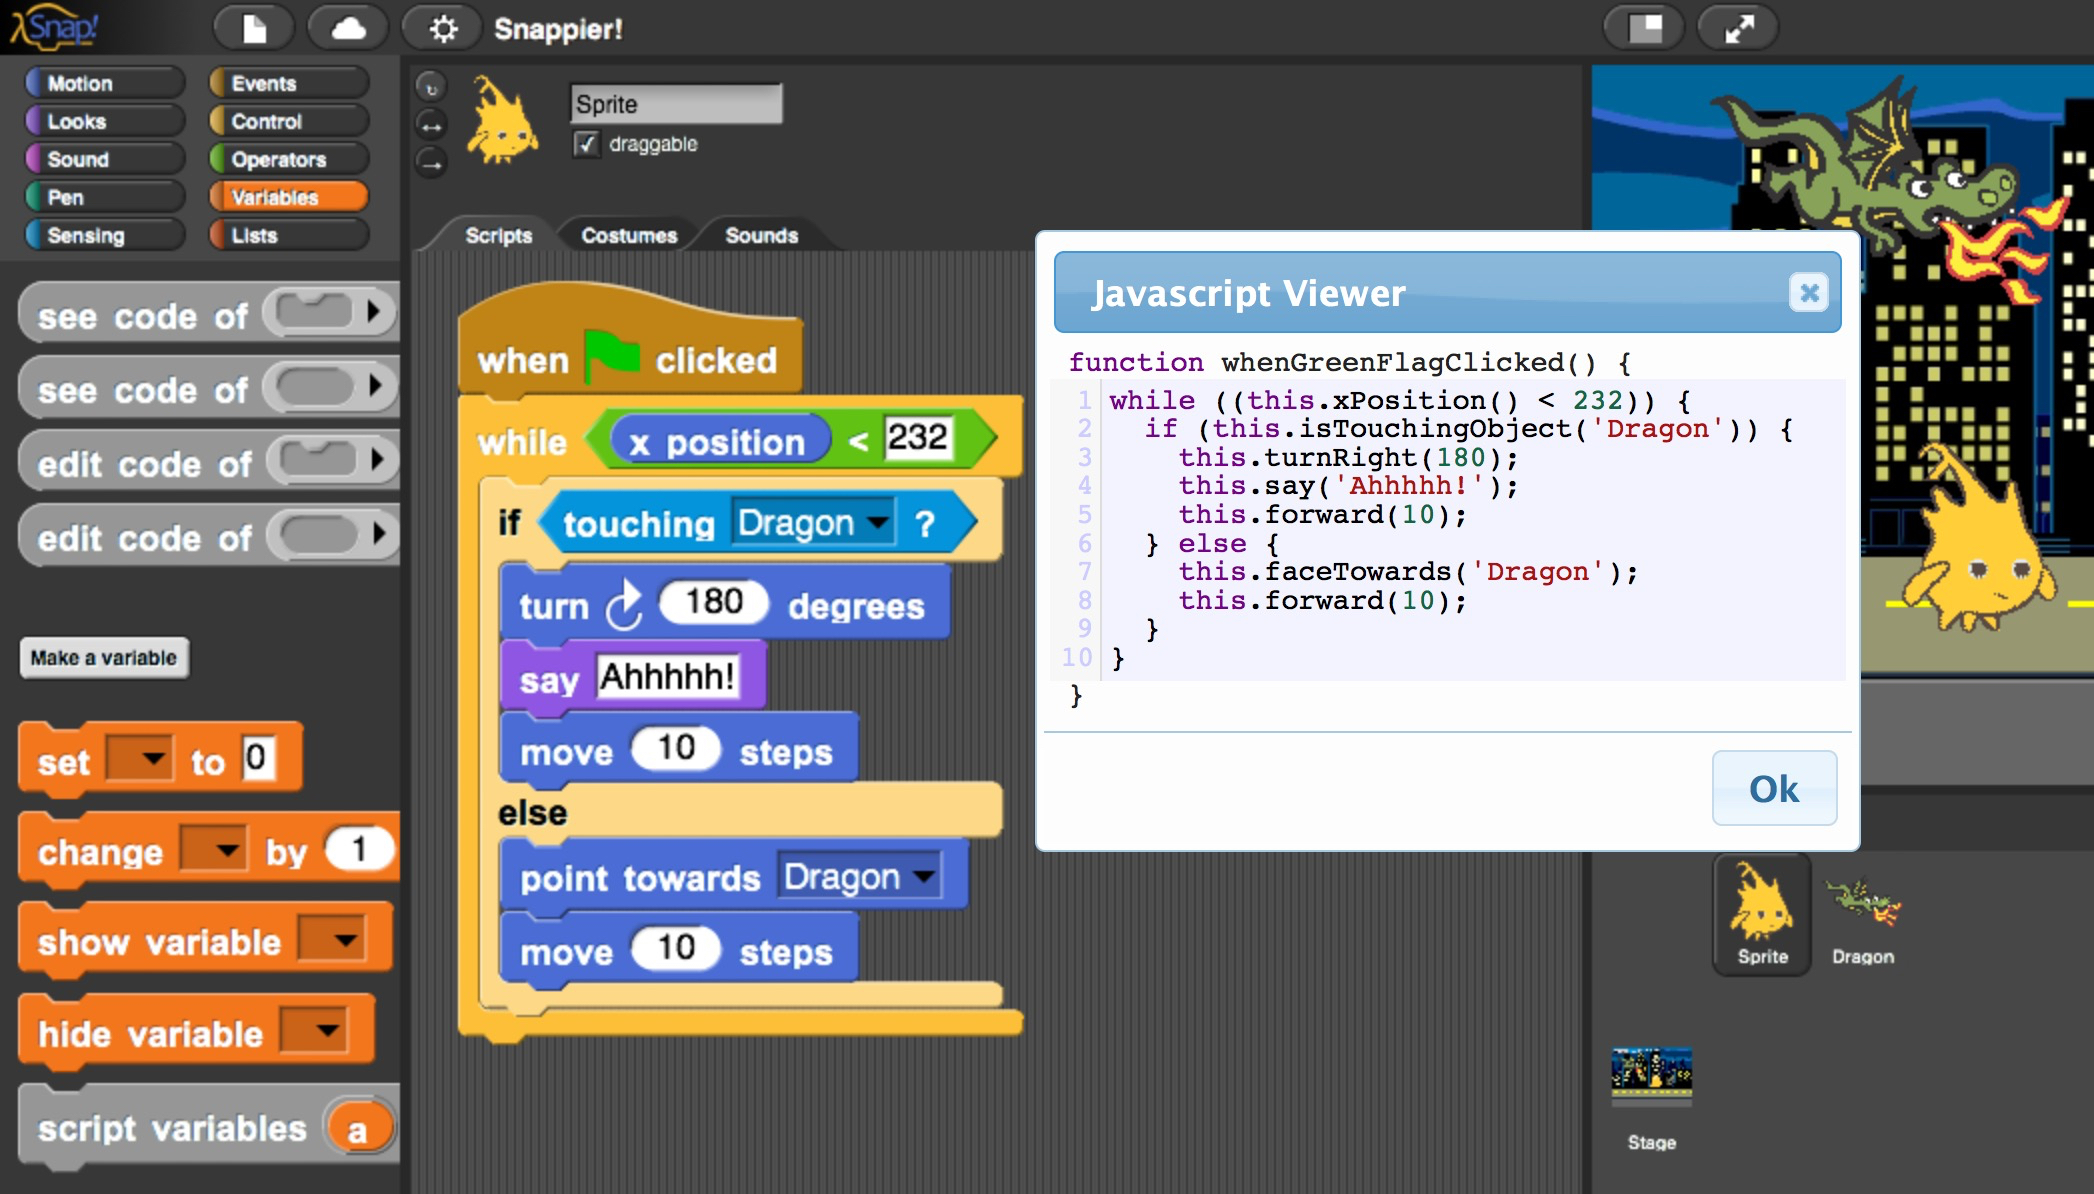 λSnap!
Snappier!
Motion
Events
Looks
Control
Sound
Operators
Pen
Variables
Sensing
Lists
see code of
see code of
edit code of
edit code of
Make a variable
set to 0
change by 1
show variable
hide variable
script variables a
Sprite
draggable
Scripts
Costumes
Sounds
when clicked
while x position < 232
if touching Dragon ?
turn 180 degrees
say Ahhhhh!
move 10 steps
else
point towards Dragon
move 10 steps
Javascript Viewer
function whenGreenFlagClicked() {
1 while ((this.xPosition() < 232)) {
2 if (this.isTouchingObject('Dragon')) {
3 this.turnRight(180);
4 this.say('Ahhhhh!');
5 this.forward(10);
6 } else {
7 this.faceTowards('Dragon');
8 this.forward(10);
9 }
10 }
}
Ok
Sprite
Dragon
Stage